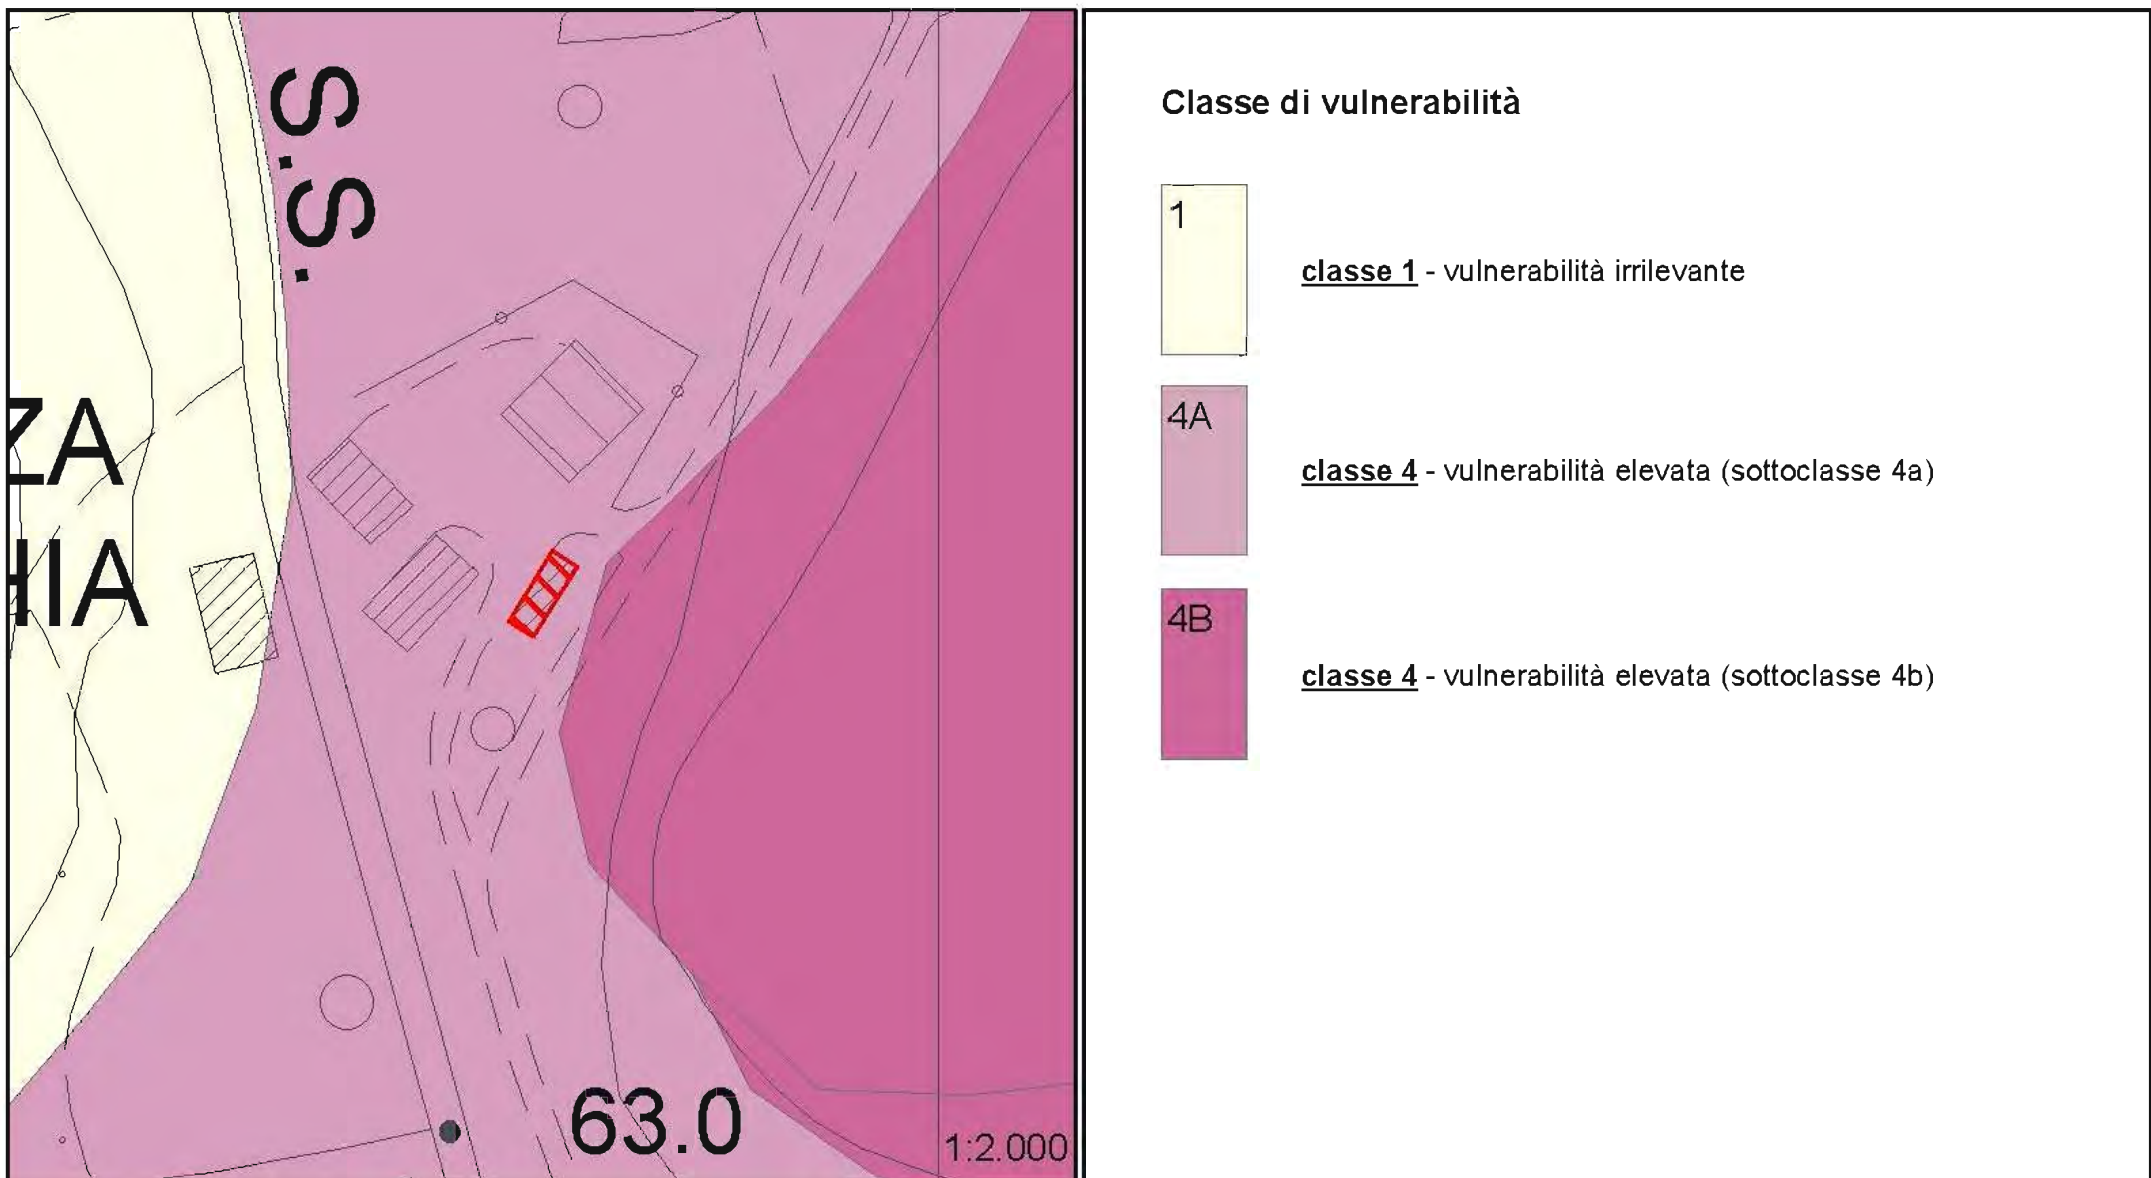 S.S.
ZA
HIA
63.0
1:2.000
Classe di vulnerabilità
1
classe 1 - vulnerabilità irrilevante
4A
classe 4 - vulnerabilità elevata (sottoclasse 4a)
4B
classe 4 - vulnerabilità elevata (sottoclasse 4b)